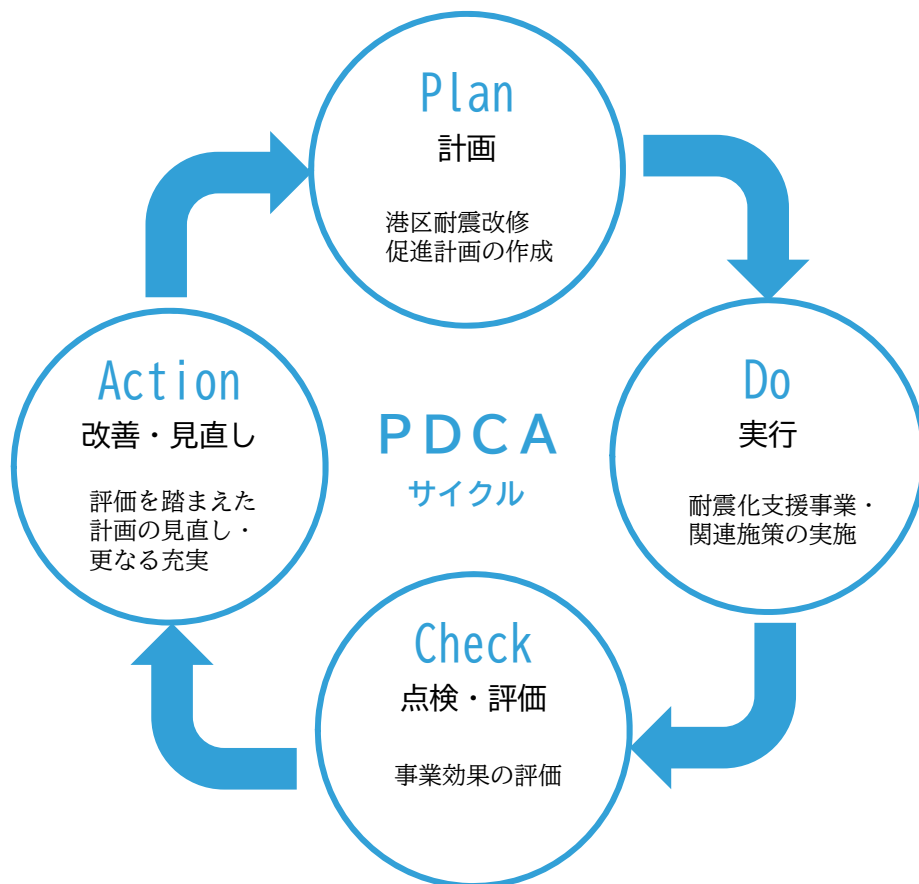 Plan
計画
港区耐震改修
促進計画の作成
Do
実行
耐震化支援事業・
関連施策の実施
Check
点検・評価
事業効果の評価
Action
改善・見直し
評価を踏まえた
計画の見直し・
更なる充実
PDCA
サイクル